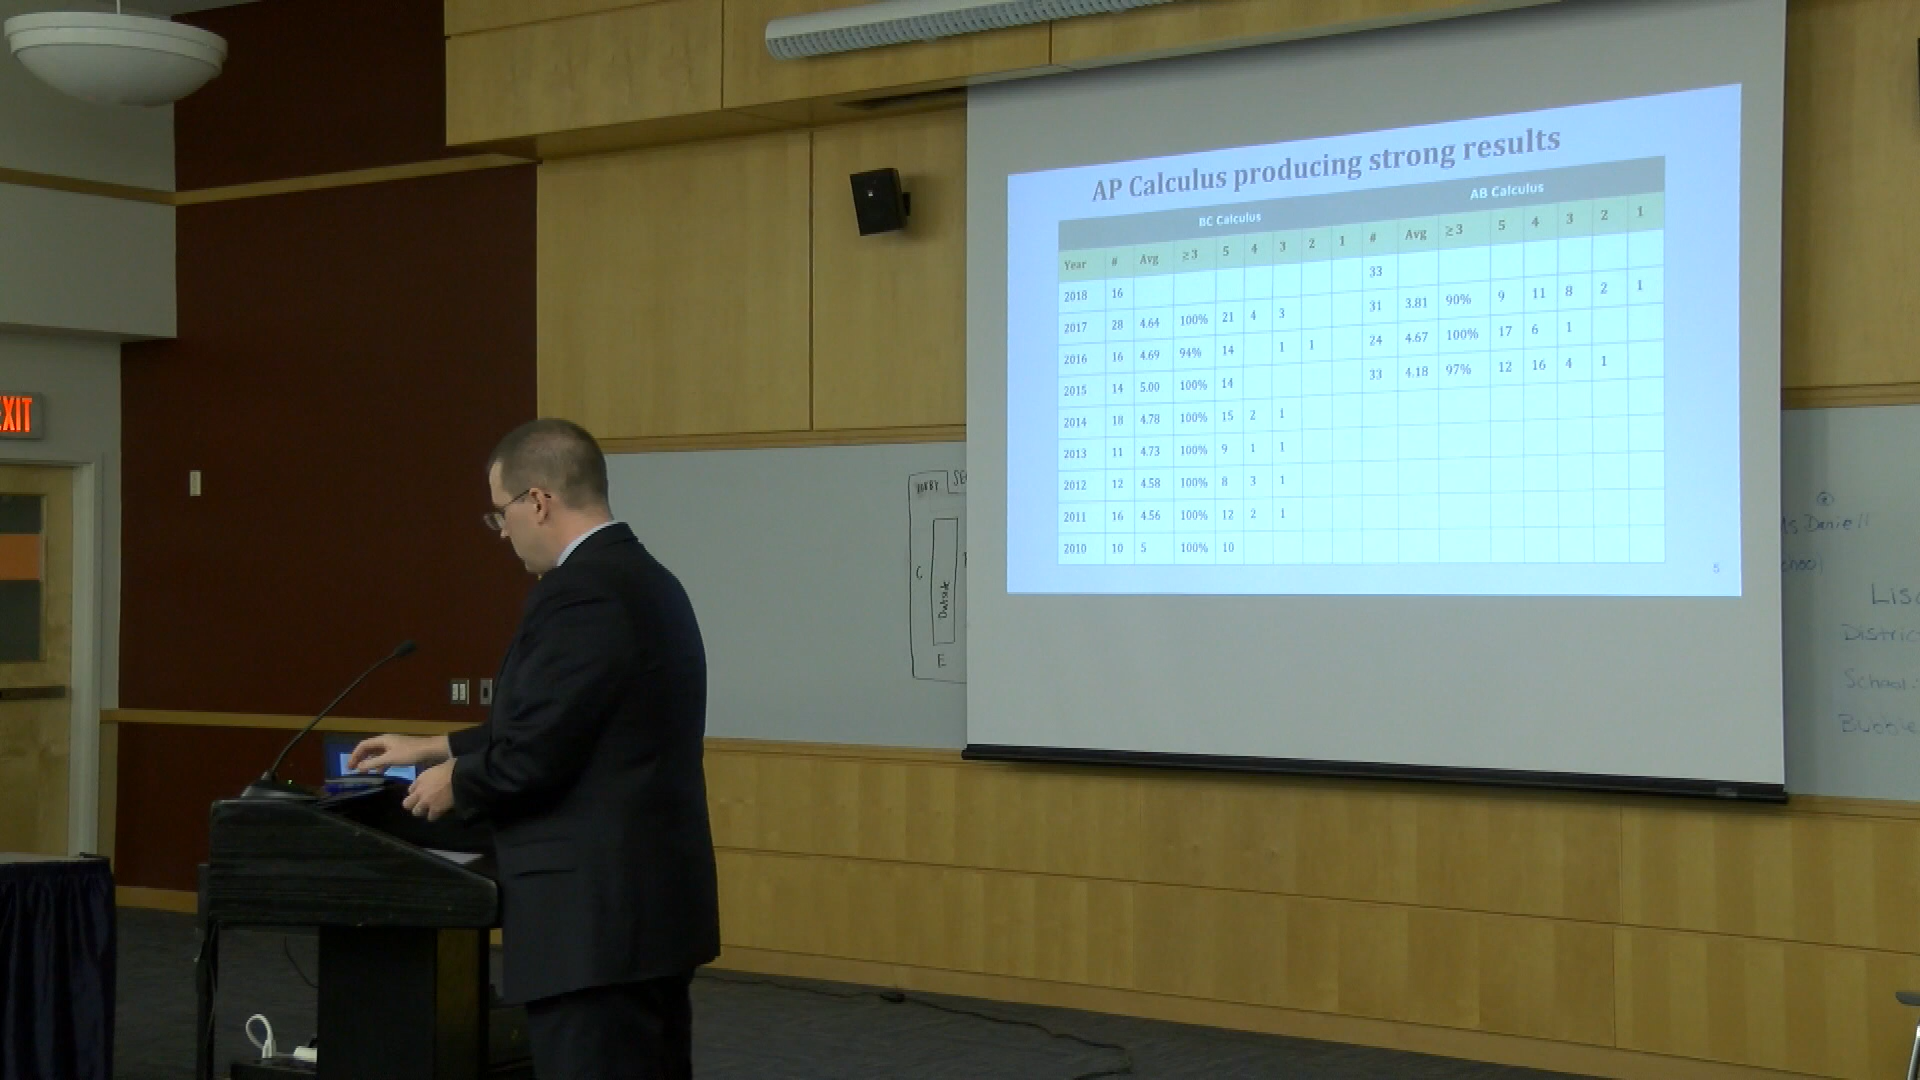 EXIT
AP Calculus producing strong results
BC Calculus AB Calculus
Year # Avg ≥3 5 4 3 2 1 # Avg ≥3 5 4 3 2 1
2018 16 33
2017 28 4.64 100% 21 4 3 31 3.81 90% 9 11 8 2 1
2016 16 4.69 94% 14 1 1 24 4.67 100% 17 6 1
2015 14 5.00 100% 14 33 4.18 97% 12 16 4 1
2014 18 4.78 100% 15 2 1
2013 11 4.73 100% 9 1 1
2012 12 4.58 100% 8 3 1
2011 16 4.56 100% 12 2 1
2010 10 5 100% 10
5
C
Outside
E